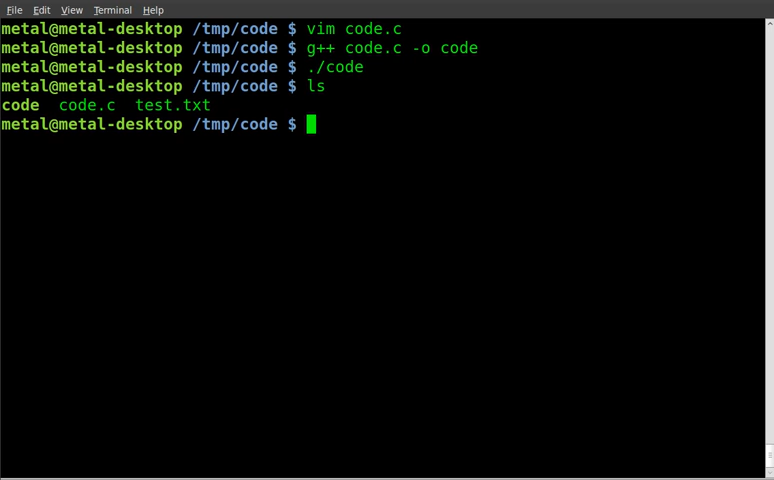 File Edit View Terminal Help
metal@metal-desktop /tmp/code $ vim code.c
metal@metal-desktop /tmp/code $ g++ code.c -o code
metal@metal-desktop /tmp/code $ ./code
metal@metal-desktop /tmp/code $ ls
code  code.c  test.txt
metal@metal-desktop /tmp/code $